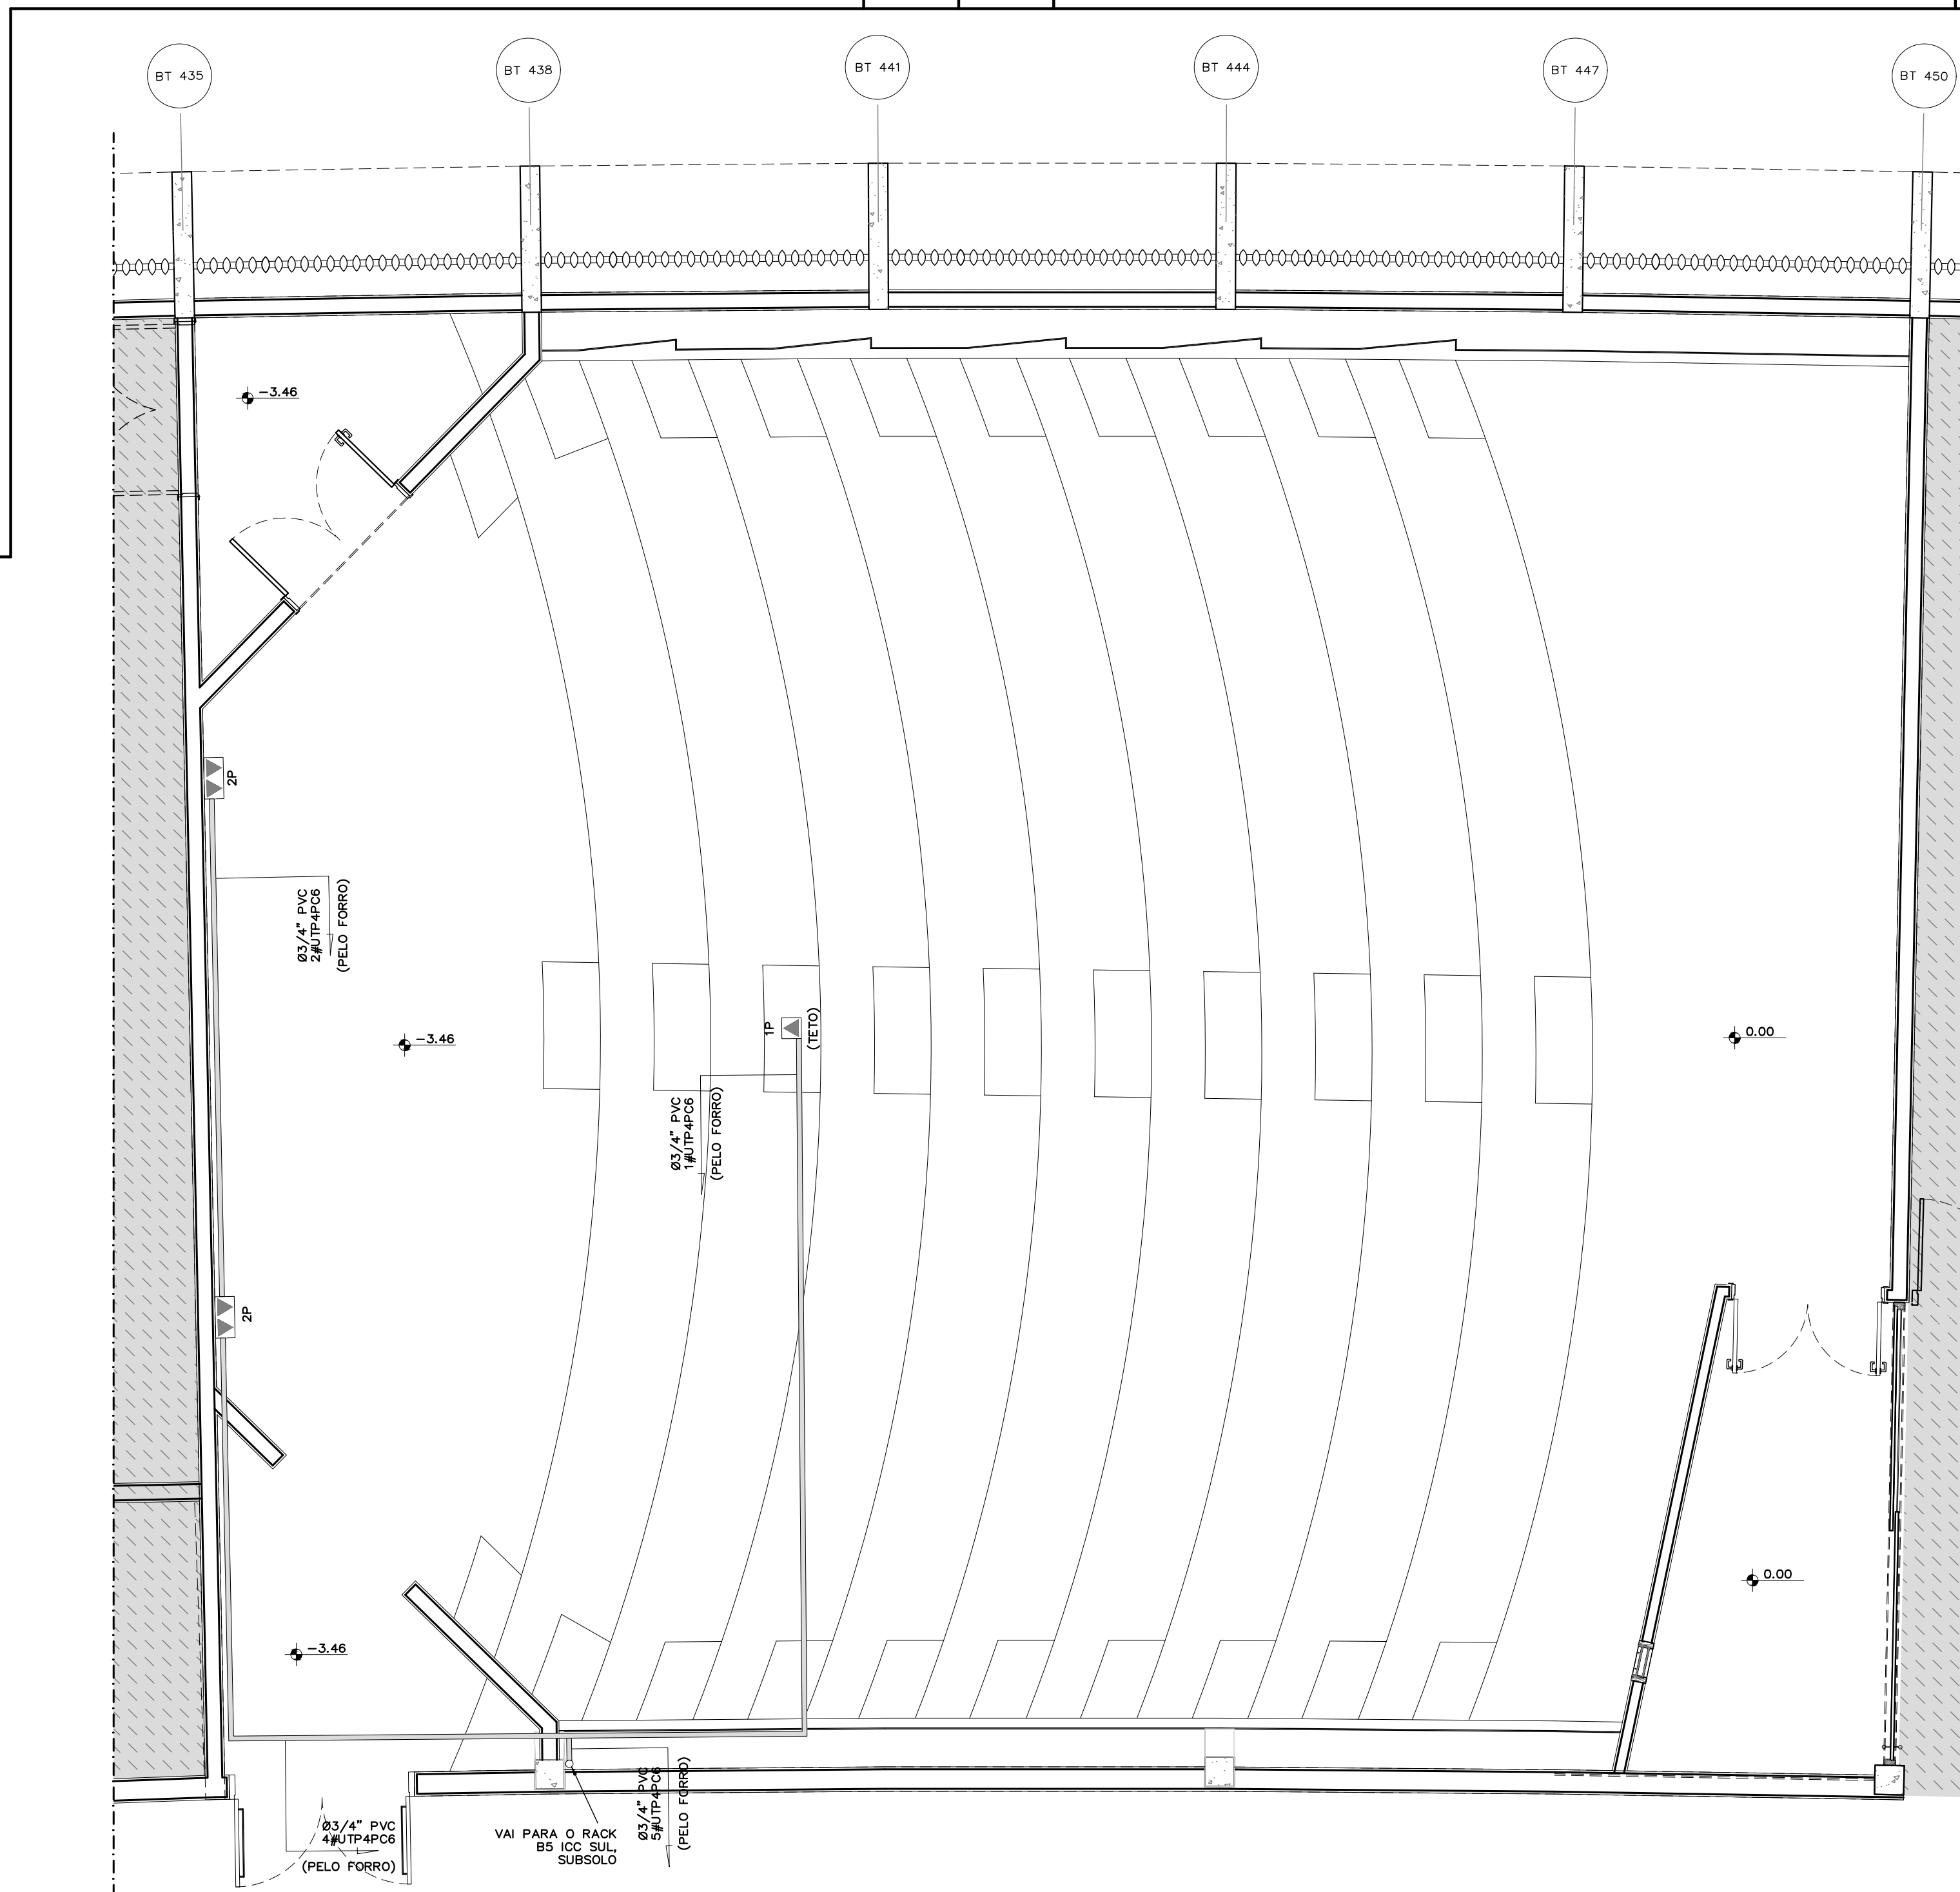 BT 435
BT 438
BT 441
BT 444
BT 447
BT 450
-3.46
2P
Ø3/4" PVC
2#UTP4PC6
(PELO FORRO)
-3.46
1P
(TETO)
0.00
Ø3/4" PVC
1#UTP4PC6
(PELO FORRO)
2P
0.00
-3.46
Ø3/4" PVC
4#UTP4PC6
(PELO FORRO)
VAI PARA O RACK
B5 ICC SUL,
SUBSOLO
Ø3/4" PVC
5#UTP4PC6
(PELO FORRO)